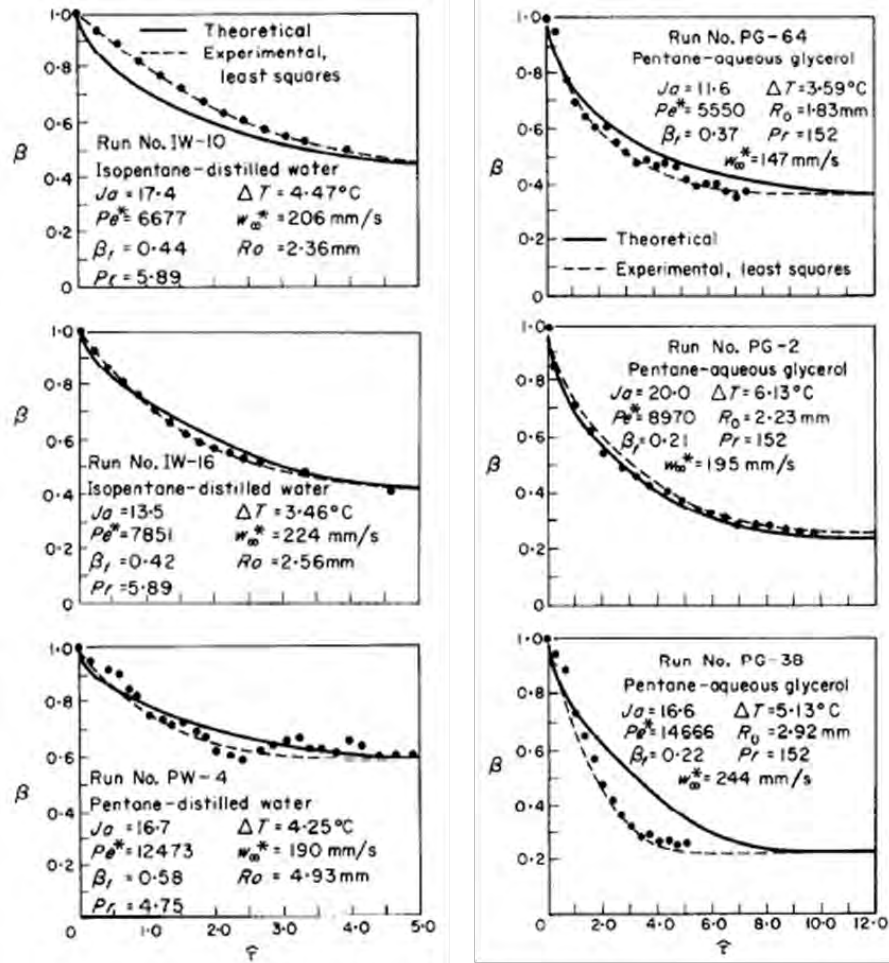 1·0
0·8
β
0·6
0·4
0·2
0
Theoretical
Experimental,
least squares
Run No. IW-10
Isopentane-distilled water
Ja = 17·4 ΔT = 4·47°C
Pe*= 6677 w*∞ = 206 mm/s
βf = 0·44 Ro = 2·36mm
Pr = 5·89
1·0
0·8
β
0·6
0·4
0·2
0
Run No. IW-16
Isopentane-distilled water
Ja = 13·5 ΔT = 3·46°C
Pe*=7851 w*∞ = 224 mm/s
βf = 0·42 Ro = 2·56mm
Pr = 5·89
1·0
0·8
β
0·6
0·4
0·2
0
Run No. PW-4
Pentane-distilled water
Ja = 16·7 ΔT = 4·25°C
Pe*=12473 w*∞ = 190 mm/s
βf = 0·58 Ro = 4·93mm
Pr = 4·75
1·0 2·0 3·0 4·0 5·0
τ̂
1·0
0·8
β
0·6
0·4
0·2
0
Run No. PG-64
Pentane-aqueous glycerol
Ja = 11·6 ΔT=3·59°C
Pe*= 5550 Ro = 1·83mm
βf = 0·37 Pr = 152
w*∞ = 147 mm/s
Theoretical
Experimental, least squares
1·0
0·8
β
0·6
0·4
0·2
0
Run No. PG-2
Pentane-aqueous glycerol
Ja = 20·0 ΔT = 6·13°C
Pe*= 8970 Ro = 2·23 mm
βf = 0·21 Pr = 152
w*∞ = 195 mm/s
1·0
0·8
β
0·6
0·4
0·2
0
Run No. PG-38
Pentane-aqueous glycerol
Ja = 16·6 ΔT=5·13°C
Pe*= 14666 Ro = 2·92 mm
βf = 0·22 Pr = 152
w*∞ = 244 mm/s
2·0 4·0 6·0 8·0 10·0 12·0
τ̂